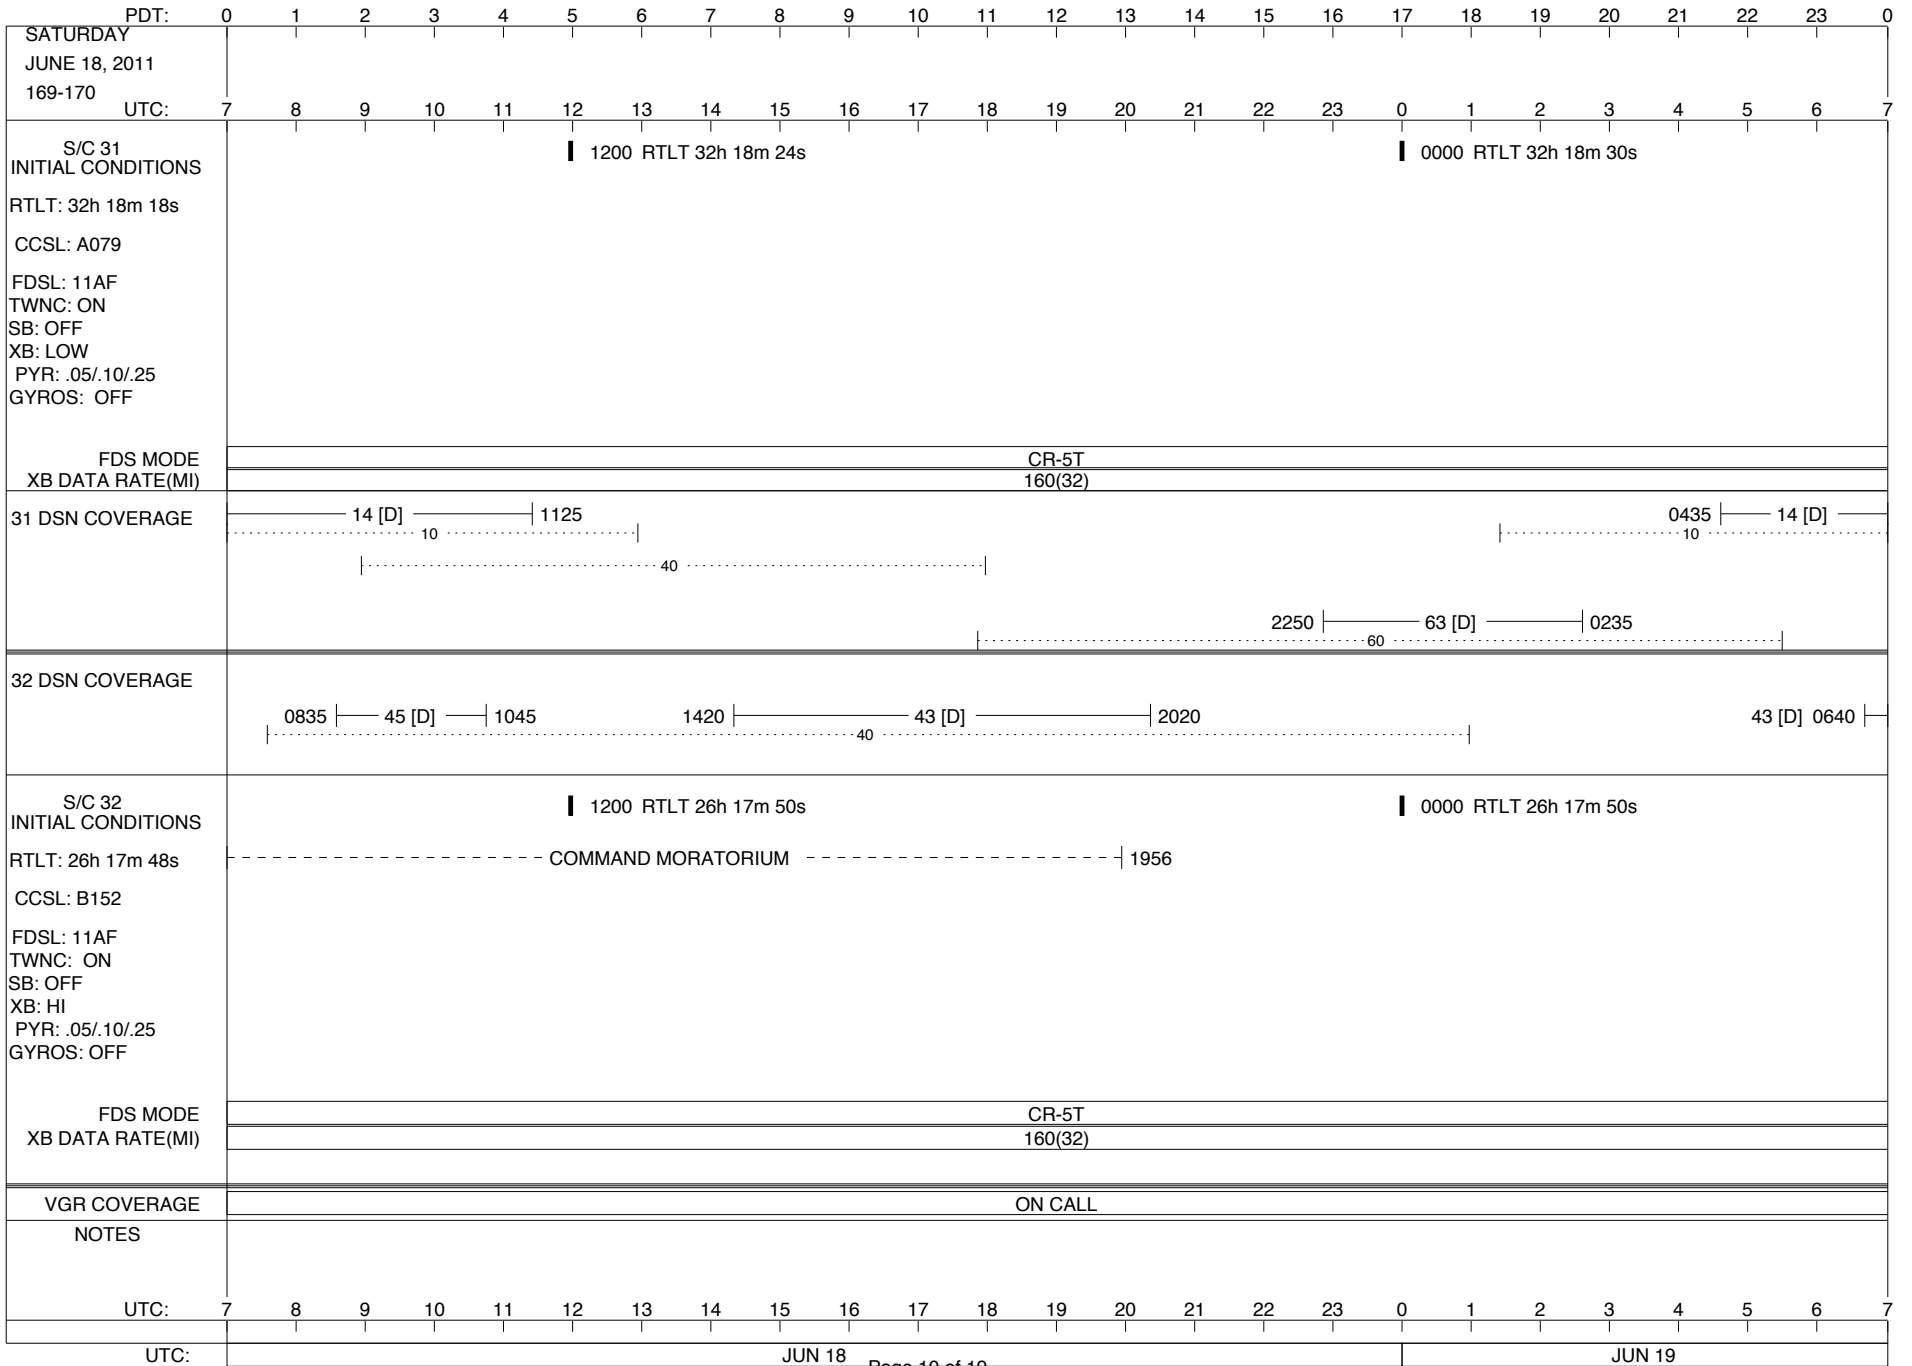 PDT: 0 1 2 3 4 5 6 7 8 9 10 11 12 13 14 15 16 17 18 19 20 21 22 23 0
SATURDAY
JUNE 18, 2011
169-170
UTC: 7 8 9 10 11 12 13 14 15 16 17 18 19 20 21 22 23 0 1 2 3 4 5 6 7
S/C 31
INITIAL CONDITIONS
1200 RTLT 32h 18m 24s
0000 RTLT 32h 18m 30s
RTLT: 32h 18m 18s
CCSL: A079
FDSL: 11AF
TWNC: ON
SB: OFF
XB: LOW
PYR: .05/.10/.25
GYROS: OFF
FDS MODE CR-5T
XB DATA RATE(MI) 160(32)
31 DSN COVERAGE 14 [D] 1125 0435 14 [D]
10 10
40
2250 63 [D] 0235
60
32 DSN COVERAGE
0835 45 [D] 1045 1420 43 [D] 2020 43 [D] 0640
40
S/C 32
INITIAL CONDITIONS
1200 RTLT 26h 17m 50s
0000 RTLT 26h 17m 50s
RTLT: 26h 17m 48s
COMMAND MORATORIUM 1956
CCSL: B152
FDSL: 11AF
TWNC: ON
SB: OFF
XB: HI
PYR: .05/.10/.25
GYROS: OFF
FDS MODE CR-5T
XB DATA RATE(MI) 160(32)
VGR COVERAGE ON CALL
NOTES
UTC: 7 8 9 10 11 12 13 14 15 16 17 18 19 20 21 22 23 0 1 2 3 4 5 6 7
UTC: JUN 18 JUN 19